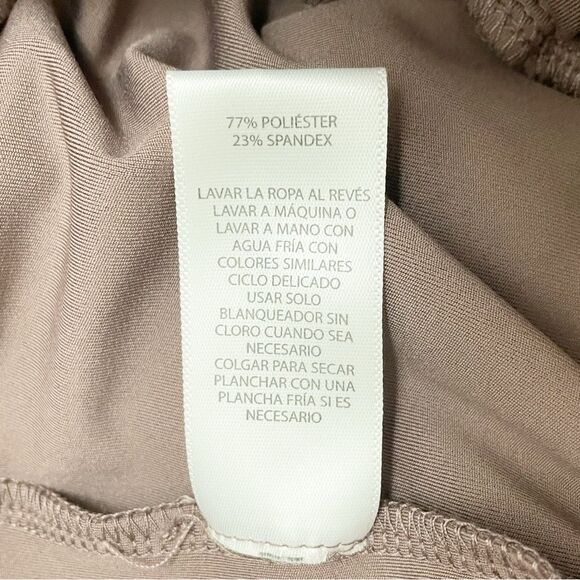 77% POLIÉSTER
23% SPANDEX
LAVAR LA ROPA AL REVÉS
LAVAR A MÁQUINA O
LAVAR A MANO CON
AGUA FRÍA CON
COLORES SIMILARES
CICLO DELICADO
USAR SOLO
BLANQUEADOR SIN
CLORO CUANDO SEA
NECESARIO
COLGAR PARA SECAR
PLANCHAR CON UNA
PLANCHA FRÍA SI ES
NECESARIO